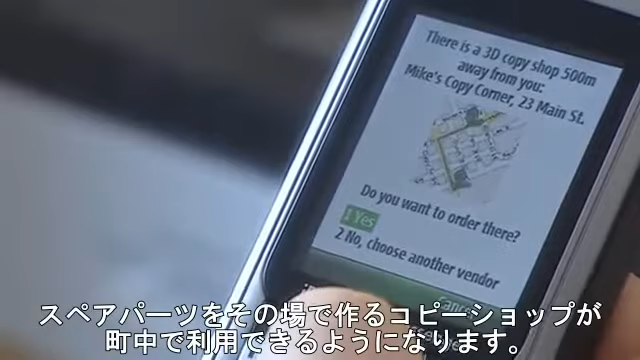 There is a 3D copy shop 500m
away from you:
Mike's Copy Corner, 23 Main St.
Do you want to order there?
1 Yes
2 No, choose another vendor
Cancel
スペアパーツをその場で作るコピーショップが
町中で利用できるようになります。